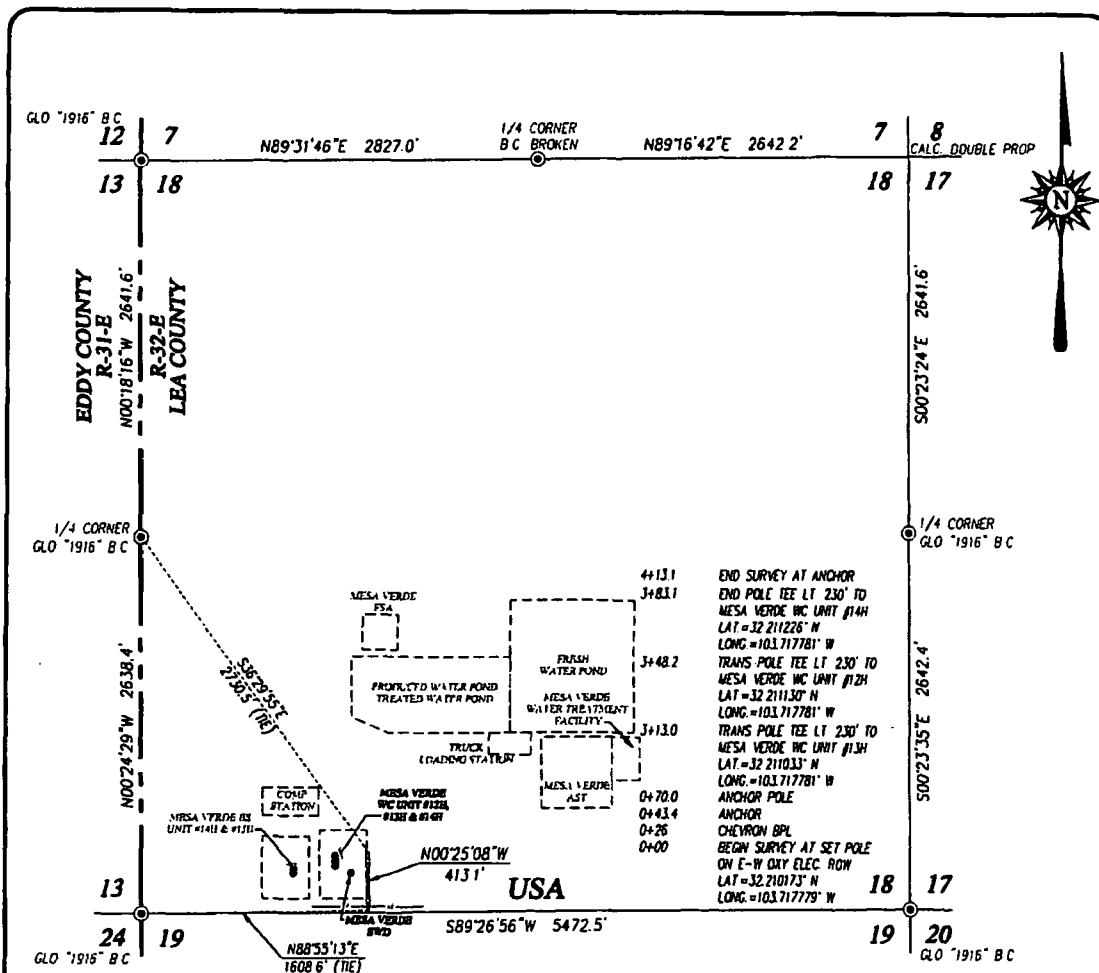 GLO "1916" B C
12 7
N89°31'46"E 2827.0'
1/4 CORNER
B C BROKEN
N89°16'42"E 2642.2'
7 8
CALC. DOUBLE PROP
13 18
18 17
N
EDDY COUNTY
R-31-E
N00°18'16"W 2641.6'
R-32-E
LEA COUNTY
S00°23'24"E 2641.6'
1/4 CORNER
GLO "1916" B C
1/4 CORNER
GLO "1916" B C
N00°24'29"W 2638.4'
S36°29'55"E
2730.5' (TIE)
S00°23'35"E 2642.4'
MESA VERDE
FSA
PRODUCED WATER POND
TREATED WATER POND
FRESH
WATER POND
MESA VERDE
WATER TREATMENT
FACILITY
TRUCK
LOADING STATION
MESA VERDE
AST
COMP
STATION
MESA VERDE
WC UNIT #12H,
#13H & #14H
MESA VERDE BS
UNIT #14H & #15H
MESA VERDE
SWD
4+13.1 END SURVEY AT ANCHOR
3+83.1 END POLE TEE LT 230' TO
MESA VERDE WC UNIT #14H
LAT.=32.211226° N
LONG.=103.717781° W
3+48.2 TRANS POLE TEE LT 230' TO
MESA VERDE WC UNIT #12H
LAT.=32.211130° N
LONG.=103.717781° W
3+13.0 TRANS POLE TEE LT 230' TO
MESA VERDE WC UNIT #13H
LAT.=32.211033° N
LONG.=103.717781° W
0+70.0 ANCHOR POLE
0+43.4 ANCHOR
0+26 CHEVRON BPL
0+00 BEGIN SURVEY AT SET POLE
ON E-W OXY ELEC. ROW
LAT.=32.210173° N
LONG.=103.717779° W
N00°25'08"W
413.1'
USA
13
18 17
S89°26'56"W 5472.5'
24 19
GLO "1916" B C
N88°55'13"E
1608.6' (TIE)
19 20
GLO "1916" B C